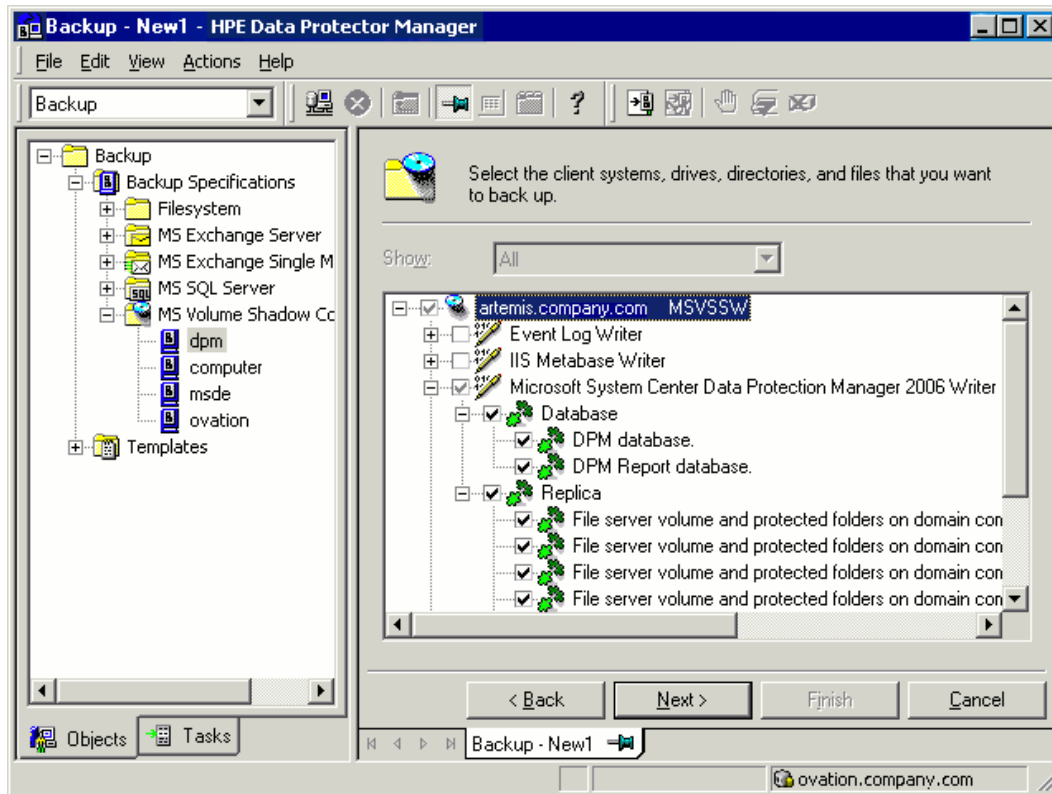 Backup - New1 - HPE Data Protector Manager
File Edit View Actions Help
Backup
Backup
Backup Specifications
Filesystem
MS Exchange Server
MS Exchange Single M
MS SQL Server
MS Volume Shadow Co
dpm
computer
msde
ovation
Templates
Objects
Tasks
Select the client systems, drives, directories, and files that you want
to back up.
Show:
All
artemis.company.com MSVSSW
Event Log Writer
IIS Metabase Writer
Microsoft System Center Data Protection Manager 2006 Writer
Database
DPM database.
DPM Report database.
Replica
File server volume and protected folders on domain con
File server volume and protected folders on domain con
File server volume and protected folders on domain con
File server volume and protected folders on domain con
< Back
Next >
Finish
Cancel
Backup - New1
ovation.company.com